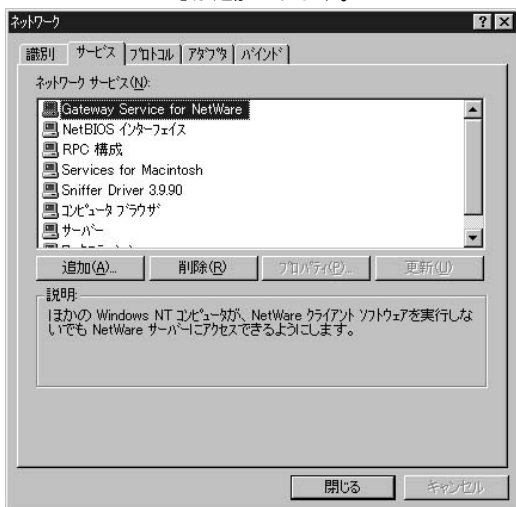 ネットワーク
識別 サービス プロトコル アダプタ バインド
ネットワーク サービス(N):
Gateway Service for NetWare
NetBIOS インターフェイス
RPC 構成
Services for Macintosh
Sniffer Driver 3.9.90
コンピュータ ブラウザ
サーバー
追加(A)... 削除(R) プロパティ(P)... 更新(U)
説明:
ほかの Windows NT コンピュータが、NetWare クライアント ソフトウェアを実行しな
いでも NetWare サーバーにアクセスできるようにします。
閉じる キャンセル